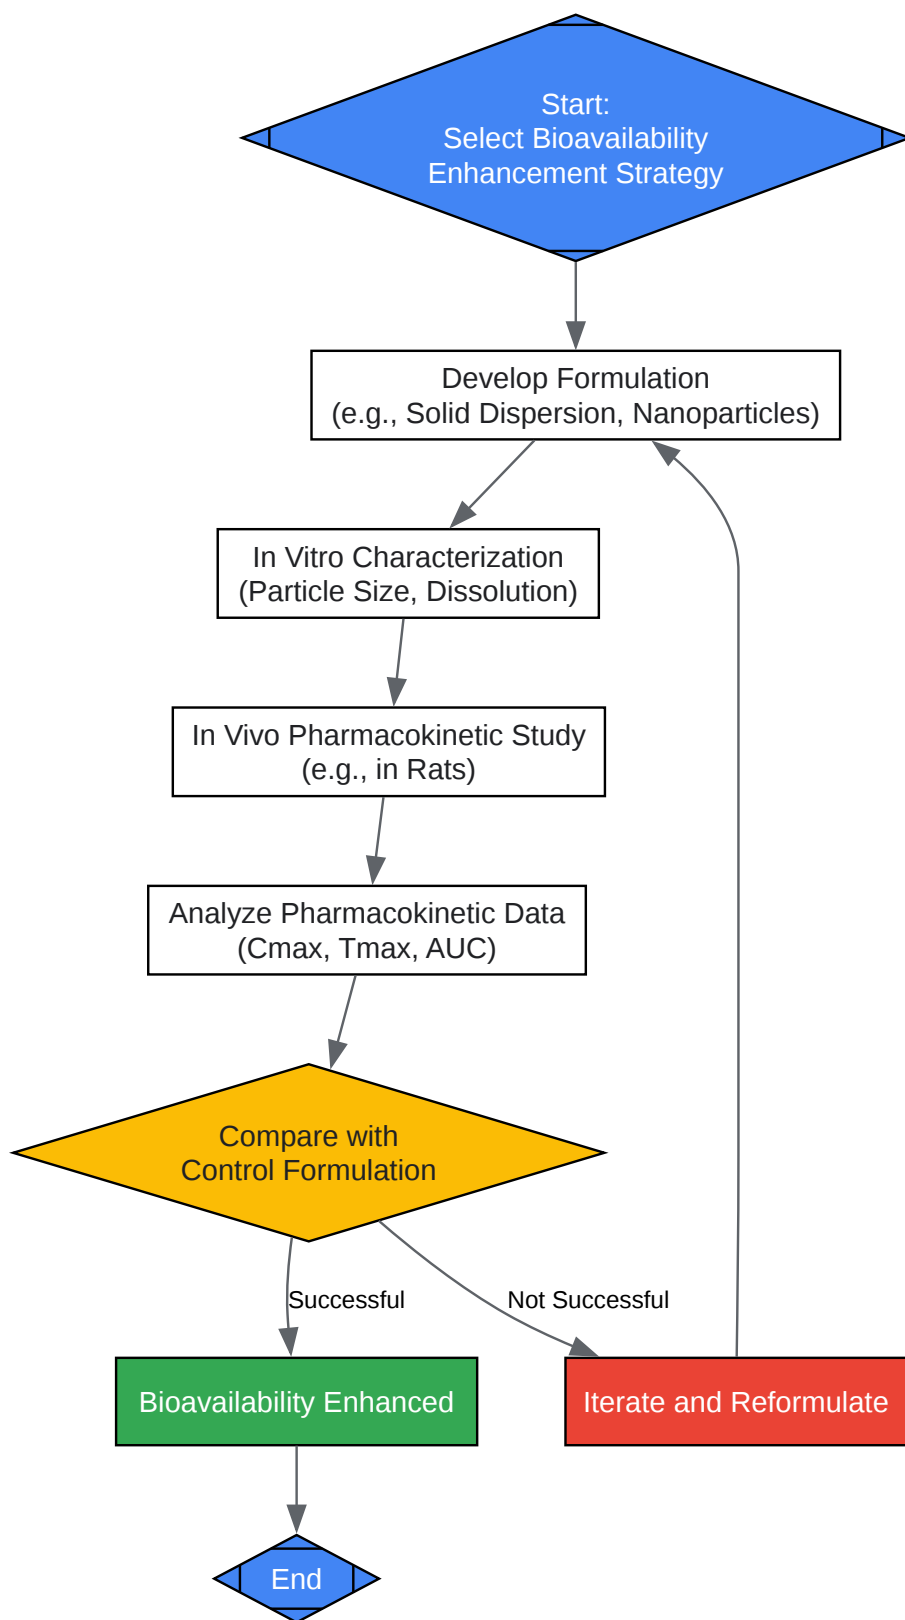 Start:
Select Bioavailability
Enhancement Strategy
Develop Formulation
(e.g., Solid Dispersion, Nanoparticles)
In Vitro Characterization
(Particle Size, Dissolution)
In Vivo Pharmacokinetic Study
(e.g., in Rats)
Analyze Pharmacokinetic Data
(Cmax, Tmax, AUC)
Compare with
Control Formulation
Successful
Not Successful
Bioavailability Enhanced
Iterate and Reformulate
End